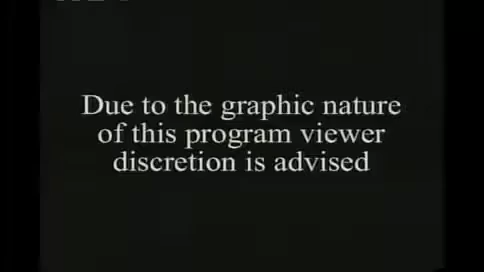 Due to the graphic nature
of this program viewer
discretion is advised